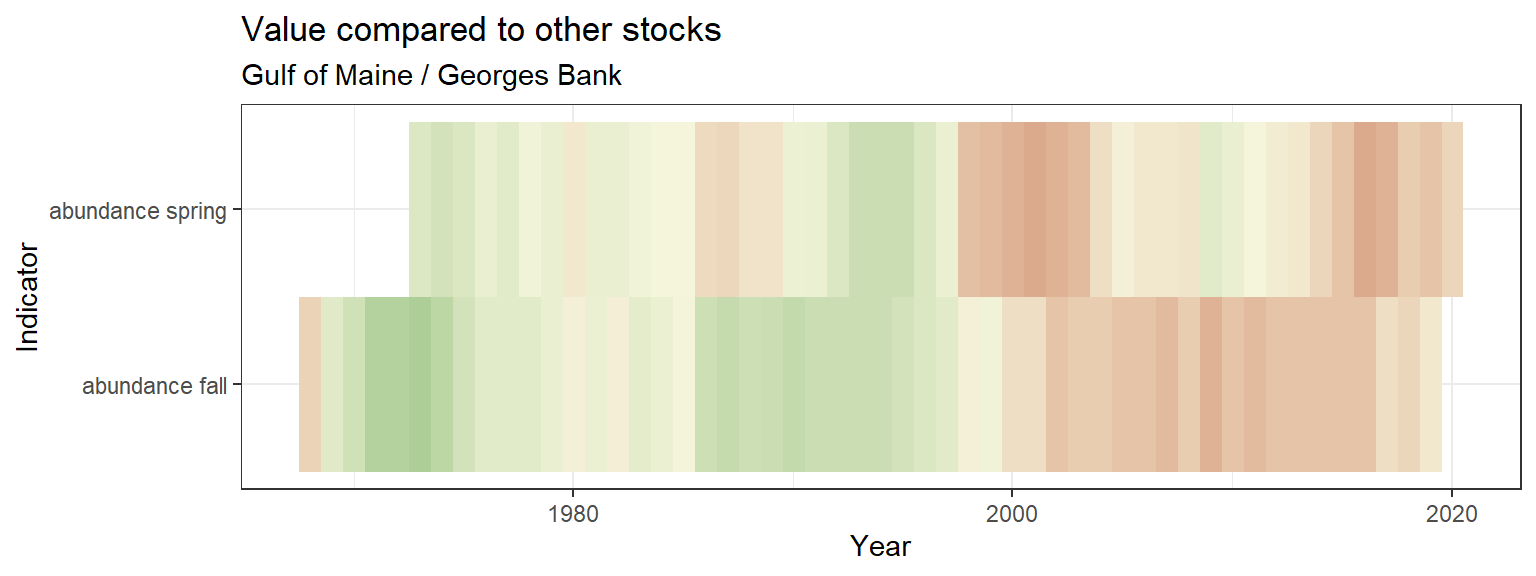 Value compared to other stocks
Gulf of Maine / Georges Bank
Indicator
abundance spring
abundance fall
1980
2000
2020
Year